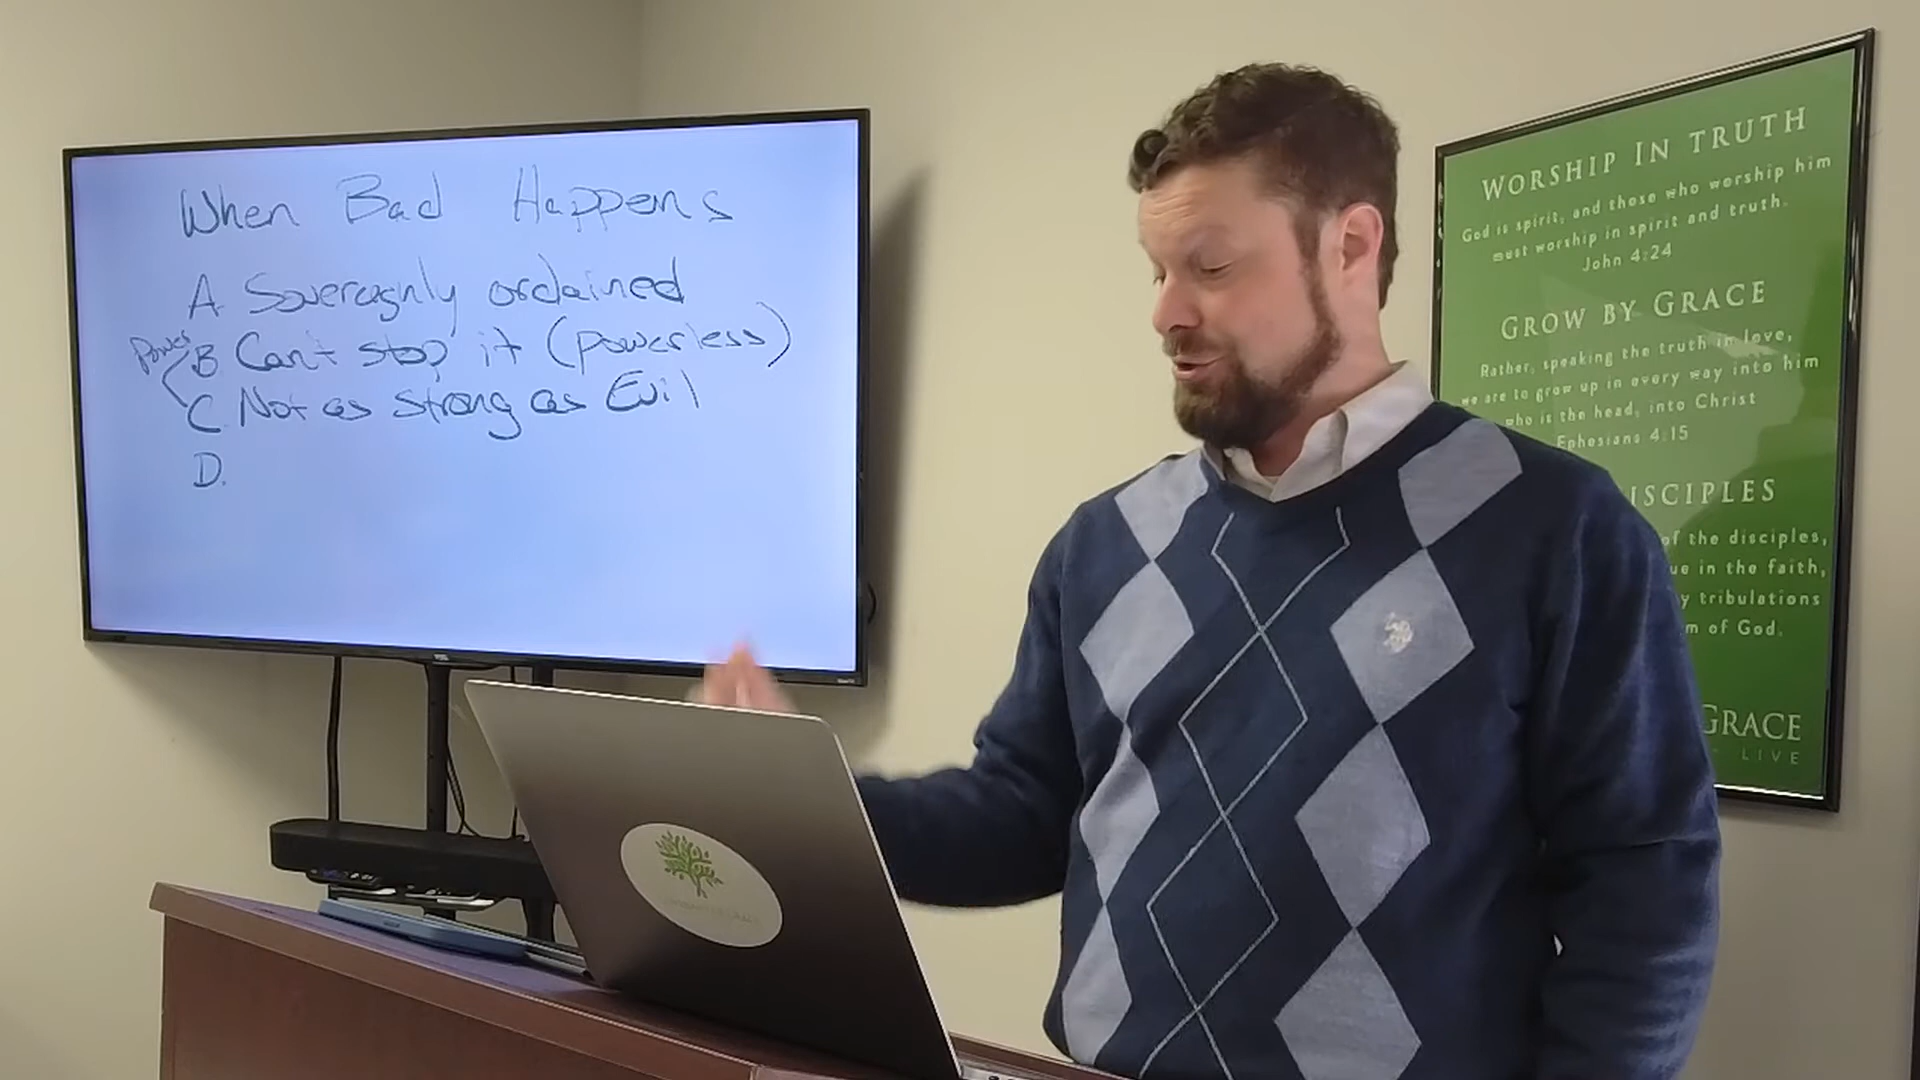 When Bad Happens
A. Sovereignly ordained
Power
B Can't stop it (powerless)
C. Not as strong as Evil
D.
WORSHIP IN TRUTH
God is spirit, and those who worship him
must worship in spirit and truth.
John 4:24
GROW BY GRACE
Rather, speaking the truth in love,
we are to grow up in every way into him
who is the head, into Christ
Ephesians 4:15
DISCIPLES
of the disciples,
in the faith,
tribulations
of God.
GRACE
LIVE